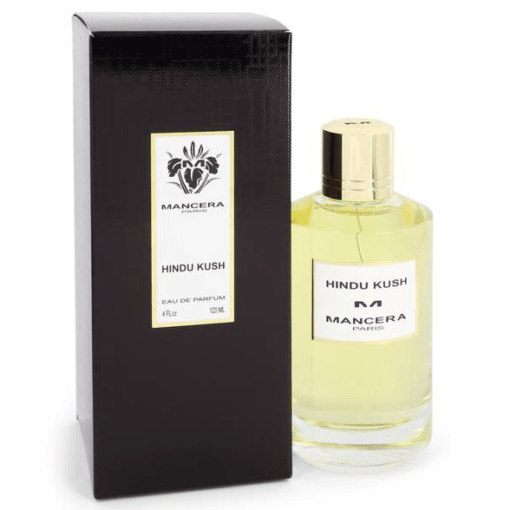 MANCERA
PARIS
HINDU KUSH
EAU DE PARFUM
4 FL.oz 120 ML
M
HINDU KUSH
M
MANCERA
PARIS